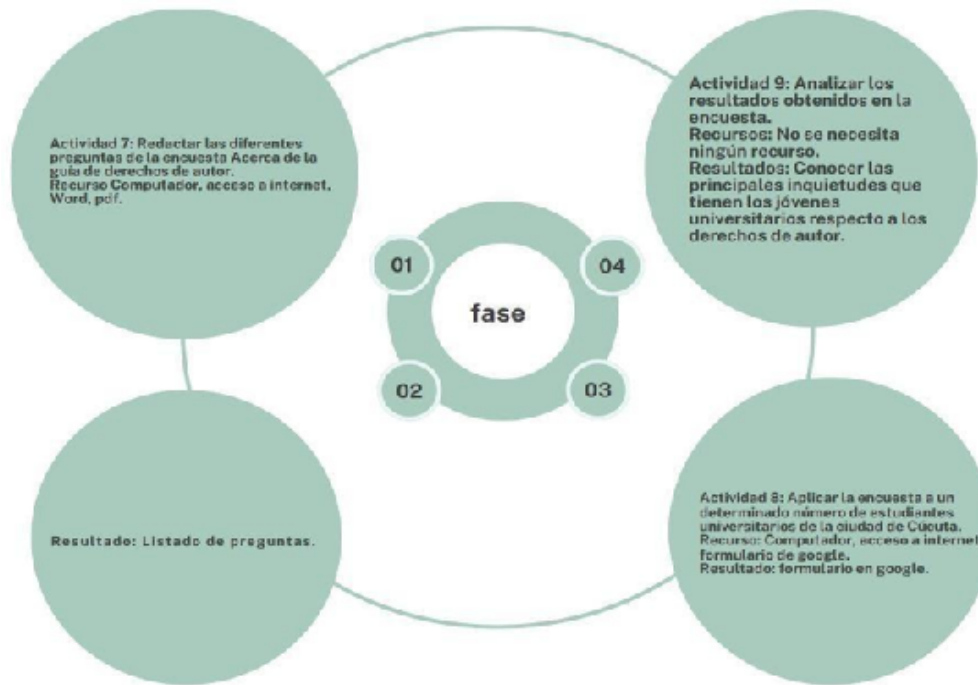 Actividad 7: Redactar las diferentes
preguntas de la encuesta Acerca de la
guía de derechos de autor.
Recurso Computador, acceso a internet,
Word, pdf.
Resultado: Listado de preguntas.
01
02
fase
04
03
Actividad 9: Analizar los
resultados obtenidos en la
encuesta.
Recursos: No se necesita
ningún recurso.
Resultados: Conocer las
principales inquietudes que
tienen los jóvenes
universitarios respecto a los
derechos de autor.
Actividad 8: Aplicar la encuesta a un
determinado número de estudiantes
universitarios de la ciudad de Cúcuta.
Recurso: Computador, acceso a internet
formulario de google.
Resultado: formulario en google.